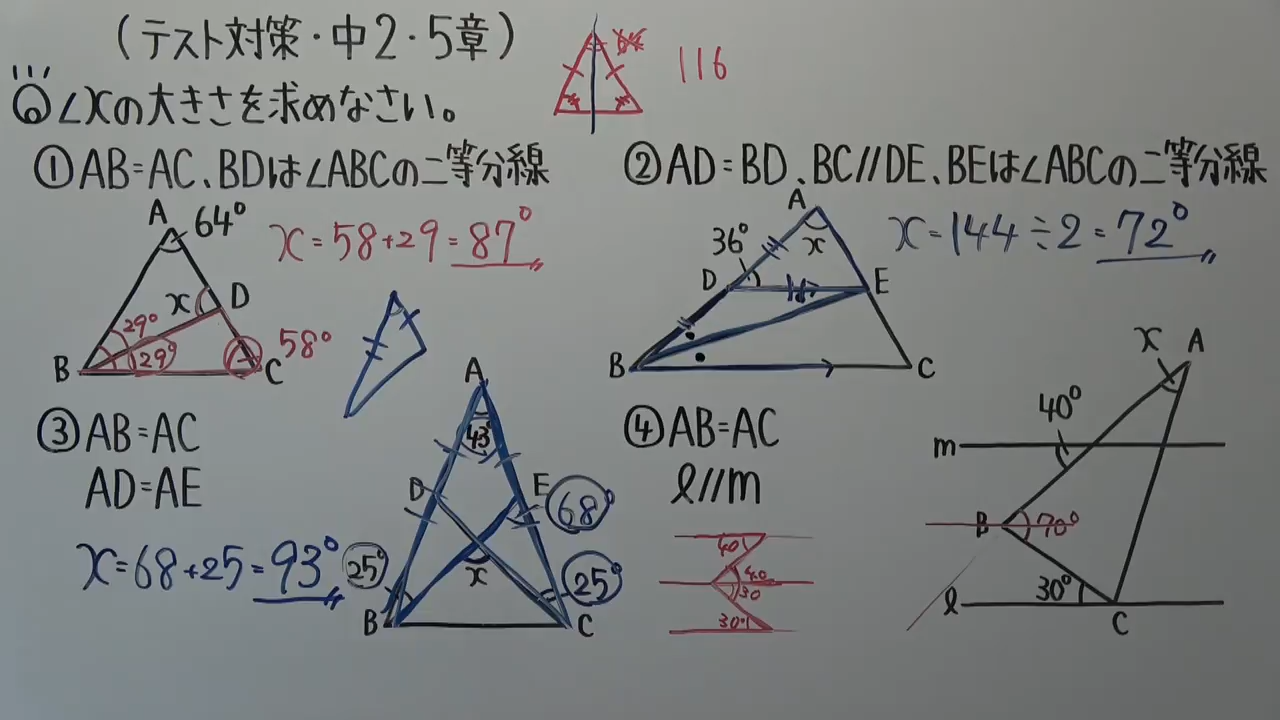 (テスト対策・中2・5章)
116
Q ∠xの大きさを求めなさい。
①AB=AC、BDは∠ABCの二等分線
A 64°
x=58+29=87°
x D
29°
29°
58°
B C
②AD=BD、BC//DE、BEは∠ABCの二等分線
A
x=144÷2=72°
36° x
D E
B C
③AB=AC
AD=AE
x=68+25=93°
A
43°
D E 68°
25° x 25°
B C
④AB=AC
l//m
40
40
30
30
x A
40°
m
B 70°
l 30°
C